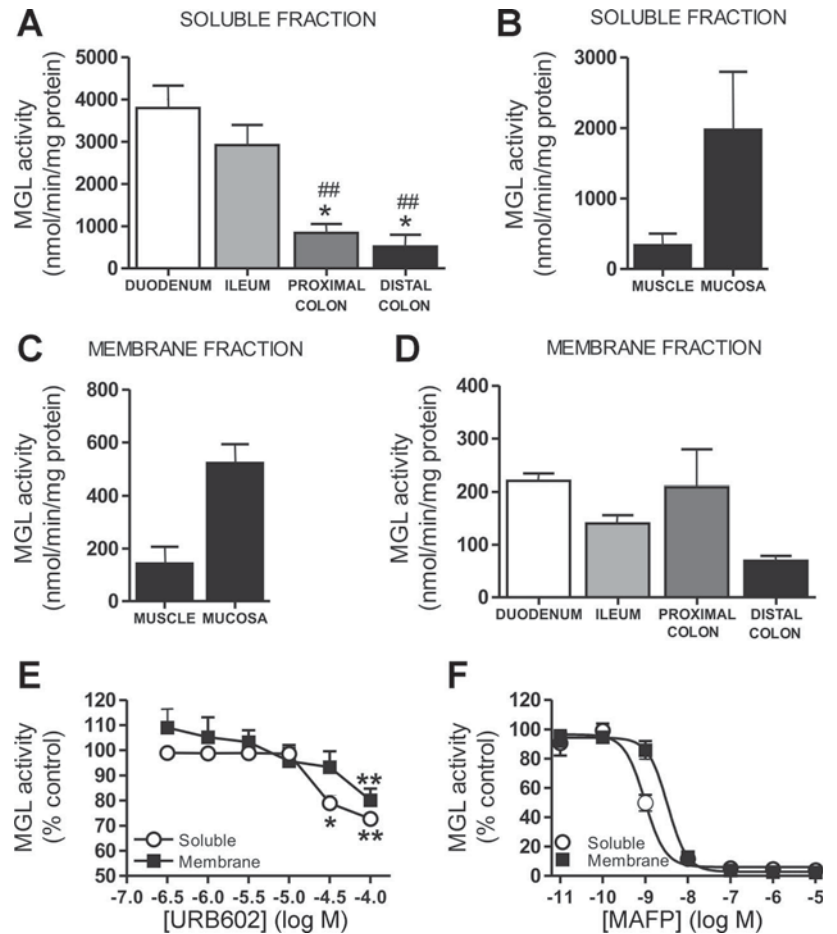 A
SOLUBLE FRACTION
MGL activity
(nmol/min/mg protein)
5000
4000
3000
2000
1000
0
##
*
##
*
DUODENUM ILEUM PROXIMAL COLON DISTAL COLON
B
SOLUBLE FRACTION
MGL activity
(nmol/min/mg protein)
3000
2000
1000
0
MUSCLE MUCOSA
C
MEMBRANE FRACTION
MGL activity
(nmol/min/mg protein)
800
600
400
200
0
MUSCLE MUCOSA
D
MEMBRANE FRACTION
MGL activity
(nmol/min/mg protein)
400
300
200
100
0
DUODENUM ILEUM PROXIMAL COLON DISTAL COLON
E
MGL activity
(% control)
120
110
100
90
80
70
60
50
**
*
**
Soluble
Membrane
-7.0 -6.5 -6.0 -5.5 -5.0 -4.5 -4.0
[URB602] (log M)
F
MGL activity
(% control)
120
100
80
60
40
20
0
Soluble
Membrane
-11 -10 -9 -8 -7 -6 -5
[MAFP] (log M)